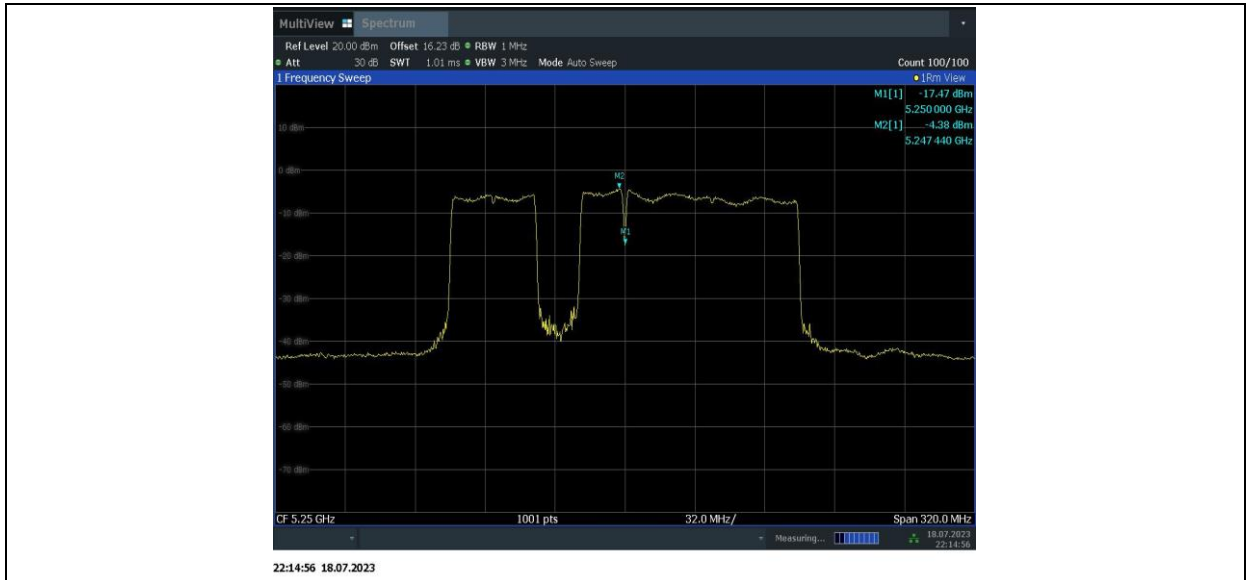 MultiView Spectrum
Ref Level 20.00 dBm Offset 16.23 dB RBW 1 MHz
Att 30 dB SWT 1.01 ms VBW 3 MHz Mode Auto Sweep Count 100/100
1 Frequency Sweep 1Rm View
M1[1] -17.47 dBm
5.250 000 GHz
10 dBm M2[1] -4.38 dBm
5.247 440 GHz
0 dBm
M2
-10 dBm
M1
-20 dBm
-30 dBm
-40 dBm
-50 dBm
-60 dBm
-70 dBm
CF 5.25 GHz 1001 pts 32.0 MHz/ Span 320.0 MHz
Measuring... 18.07.2023
22:14:56
22:14:56 18.07.2023